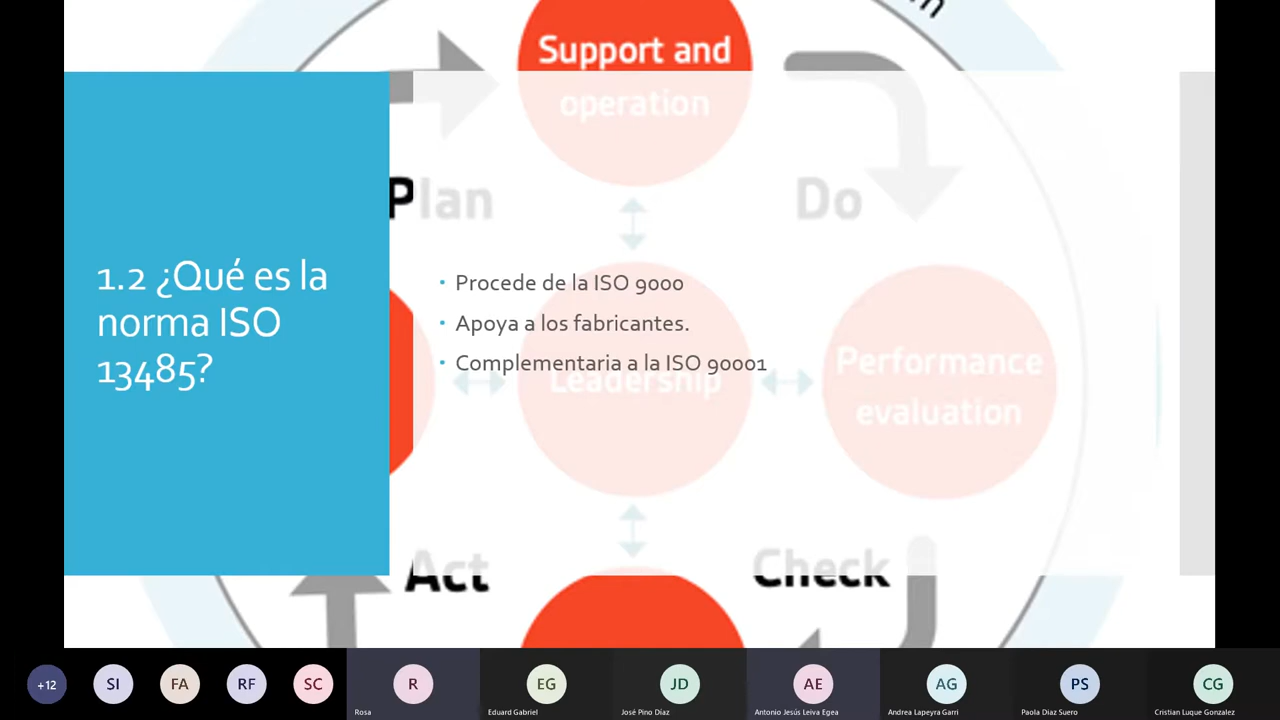 Support and
operation
Plan
Do
1.2 ¿Qué es la
norma ISO
13485?
• Procede de la ISO 9000
• Apoya a los fabricantes.
• Complementaria a la ISO 90001
Leadership
Performance
evaluation
Act
Check
+12
SI
FA
RF
SC
R
EG
JD
AE
AG
PS
CG
Rosa
Eduard Gabriel
José Pino Díaz
Antonio Jesús Leiva Egea
Andrea Lapeyra Garri
Paola Diaz Suero
Cristian Luque Gonzalez